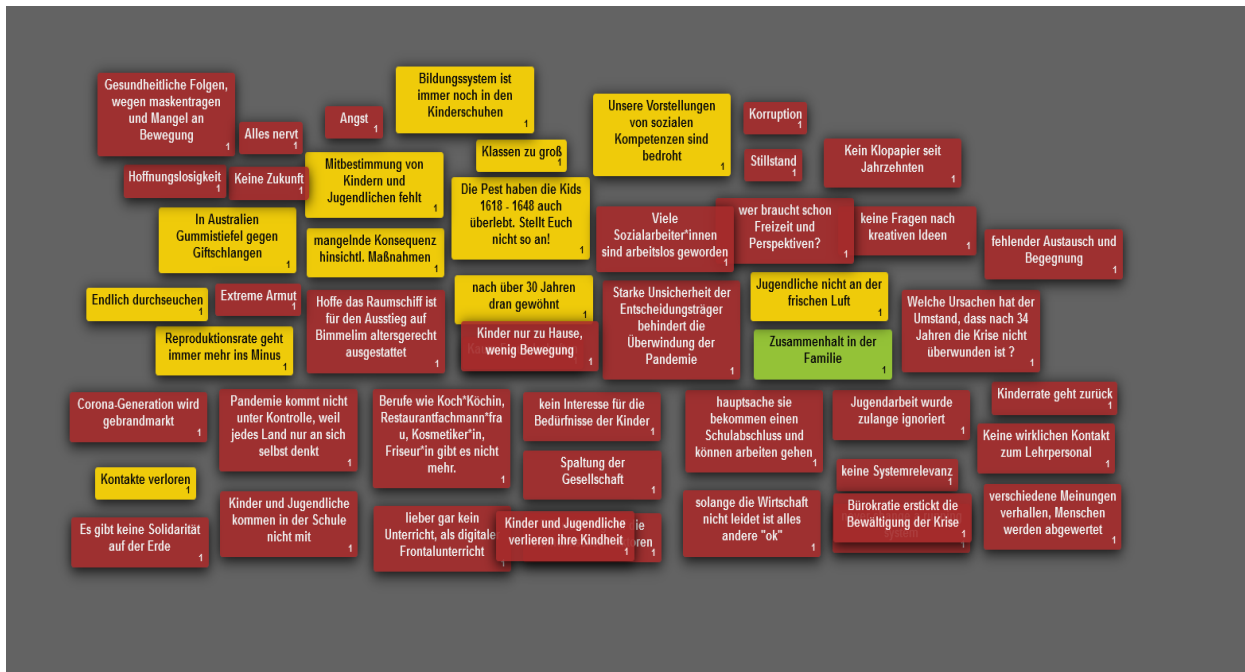 Gesundheitliche Folgen,
wegen maskentragen
und Mangel an
Bewegung
1
Alles nervt
1
Angst
1
Bildungssystem ist
immer noch in den
Kinderschuhen
1
Klassen zu groß
1
Unsere Vorstellungen
von sozialen
Kompetenzen sind
bedroht
1
Korruption
1
Stillstand
1
Kein Klopapier seit
Jahrzehnten
1
Hoffnungslosigkeit
1
Keine Zukunft
1
Mitbestimmung von
Kindern und
Jugendlichen fehlt
1
Die Pest haben die Kids
1618 - 1648 auch
überlebt. Stellt Euch
nicht so an!
1
In Australien
Gummistiefel gegen
Giftschlangen
1
mangelnde Konsequenz
hinsichtl. Maßnahmen
1
Viele
Sozialarbeiter*innen
sind arbeitslos geworden
1
wer braucht schon
Freizeit und
Perspektiven?
1
keine Fragen nach
kreativen Ideen
1
fehlender Austausch und
Begegnung
1
Endlich durchseuchen
1
Extreme Armut
1
Hoffe das Raumschiff ist
für den Ausstieg auf
Bimmelim altersgerecht
ausgestattet
1
nach über 30 Jahren
dran gewöhnt
1
Starke Unsicherheit der
Entscheidungsträger
behindert die
Überwindung der
Pandemie
1
Jugendliche nicht an der
frischen Luft
1
Welche Ursachen hat der
Umstand, dass nach 34
Jahren die Krise nicht
überwunden ist ?
1
Reproduktionsrate geht
immer mehr ins Minus
1
Kinder nur zu Hause,
wenig Bewegung
1
1
Zusammenhalt in der
Familie
1
Corona-Generation wird
gebrandmarkt
1
Pandemie kommt nicht
unter Kontrolle, weil
jedes Land nur an sich
selbst denkt
1
Berufe wie Koch*Köchin,
Restaurantfachmann*fra
u, Kosmetiker*in,
Friseur*in gibt es nicht
mehr.
1
kein Interesse für die
Bedürfnisse der Kinder
1
hauptsache sie
bekommen einen
Schulabschluss und
können arbeiten gehen
1
Jugendarbeit wurde
zulange ignoriert
1
Kinderrate geht zurück
1
Keine wirklichen Kontakt
zum Lehrpersonal
1
Kontakte verloren
1
Spaltung der
Gesellschaft
1
keine Systemrelevanz
1
Es gibt keine Solidarität
auf der Erde
1
Kinder und Jugendliche
kommen in der Schule
nicht mit
1
lieber gar kein
Unterricht, als digitaler
Frontalunterricht
1
Kinder und Jugendliche
verlieren ihre Kindheit
1
1
solange die Wirtschaft
nicht leidet ist alles
andere "ok"
1
Bürokratie erstickt die
Bewältigung der Krise
1
system
1
verschiedene Meinungen
verhallen, Menschen
werden abgewertet
1